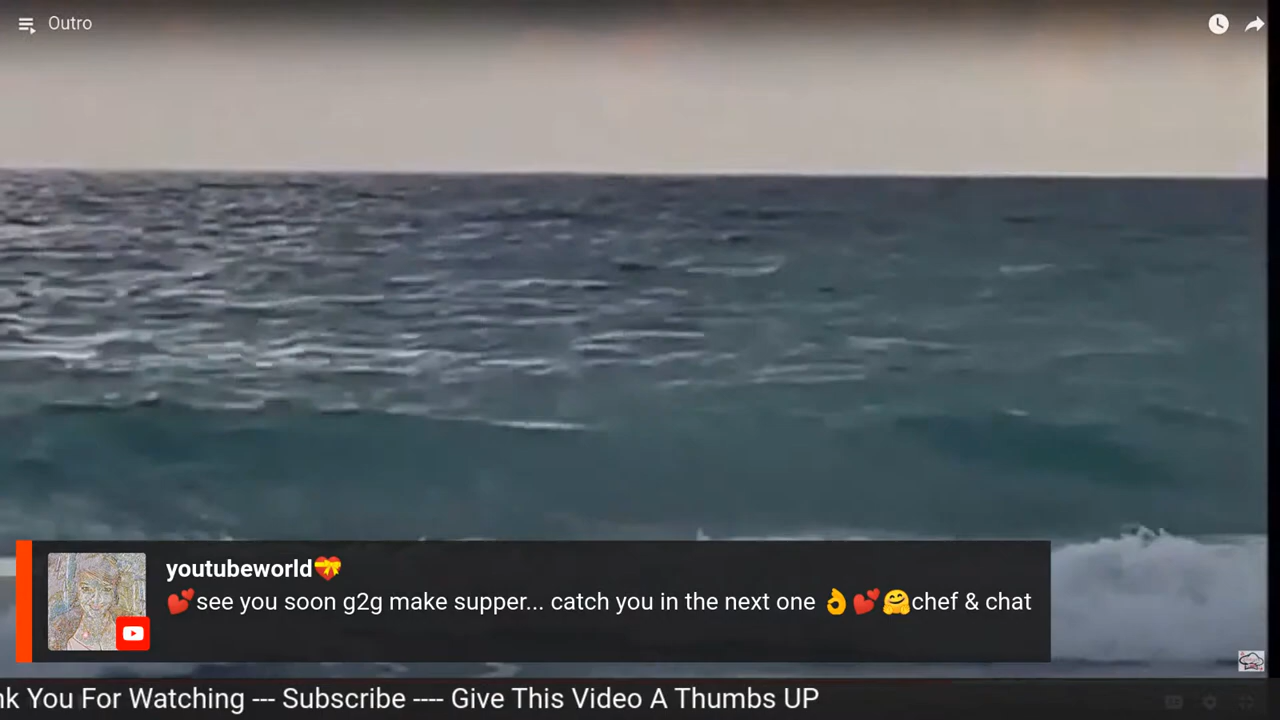 Outro
youtubeworld💝
💕see you soon g2g make supper... catch you in the next one 👌💕🤗chef & chat
nk You For Watching --- Subscribe ---- Give This Video A Thumbs UP